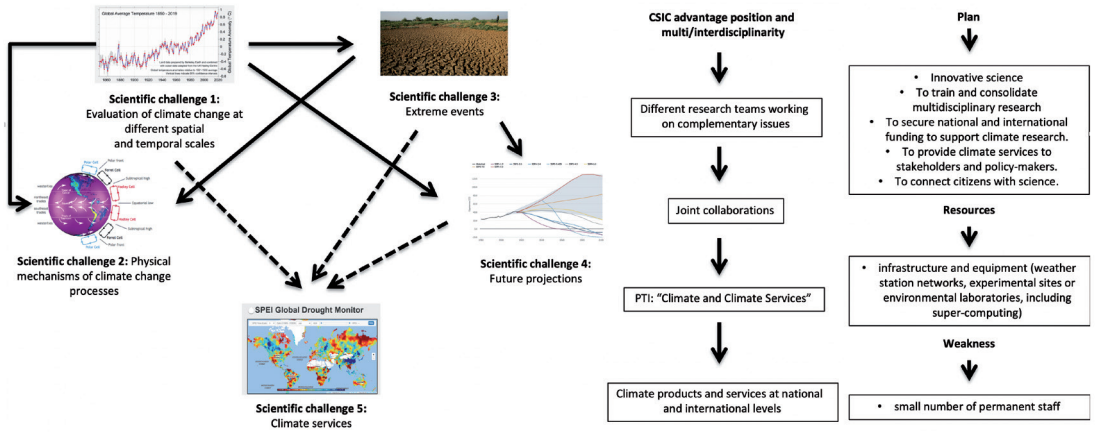 Global Average Temperature 1850 - 2019
Global Temperature Anomaly (° C)
Scientific challenge 1:
Evaluation of climate change at
different spatial
and temporal scales
Scientific challenge 3:
Extreme events
Scientific challenge 2: Physical
mechanisms of climate change
processes
Scientific challenge 4:
Future projections
SPEI Global Drought Monitor
Scientific challenge 5:
Climate services
CSIC advantage position and
multi/interdisciplinarity
Different research teams working
on complementary issues
Joint collaborations
PTI: “Climate and Climate Services”
Climate products and services at national
and international levels
Plan
• Innovative science
• To train and consolidate
multidisciplinary research
• To secure national and international
funding to support climate research.
• To provide climate services to
stakeholders and policy-makers.
• To connect citizens with science.
Resources
• infrastructure and equipment (weather
station networks, experimental sites or
environmental laboratories, including
super-computing)
Weakness
• small number of permanent staff